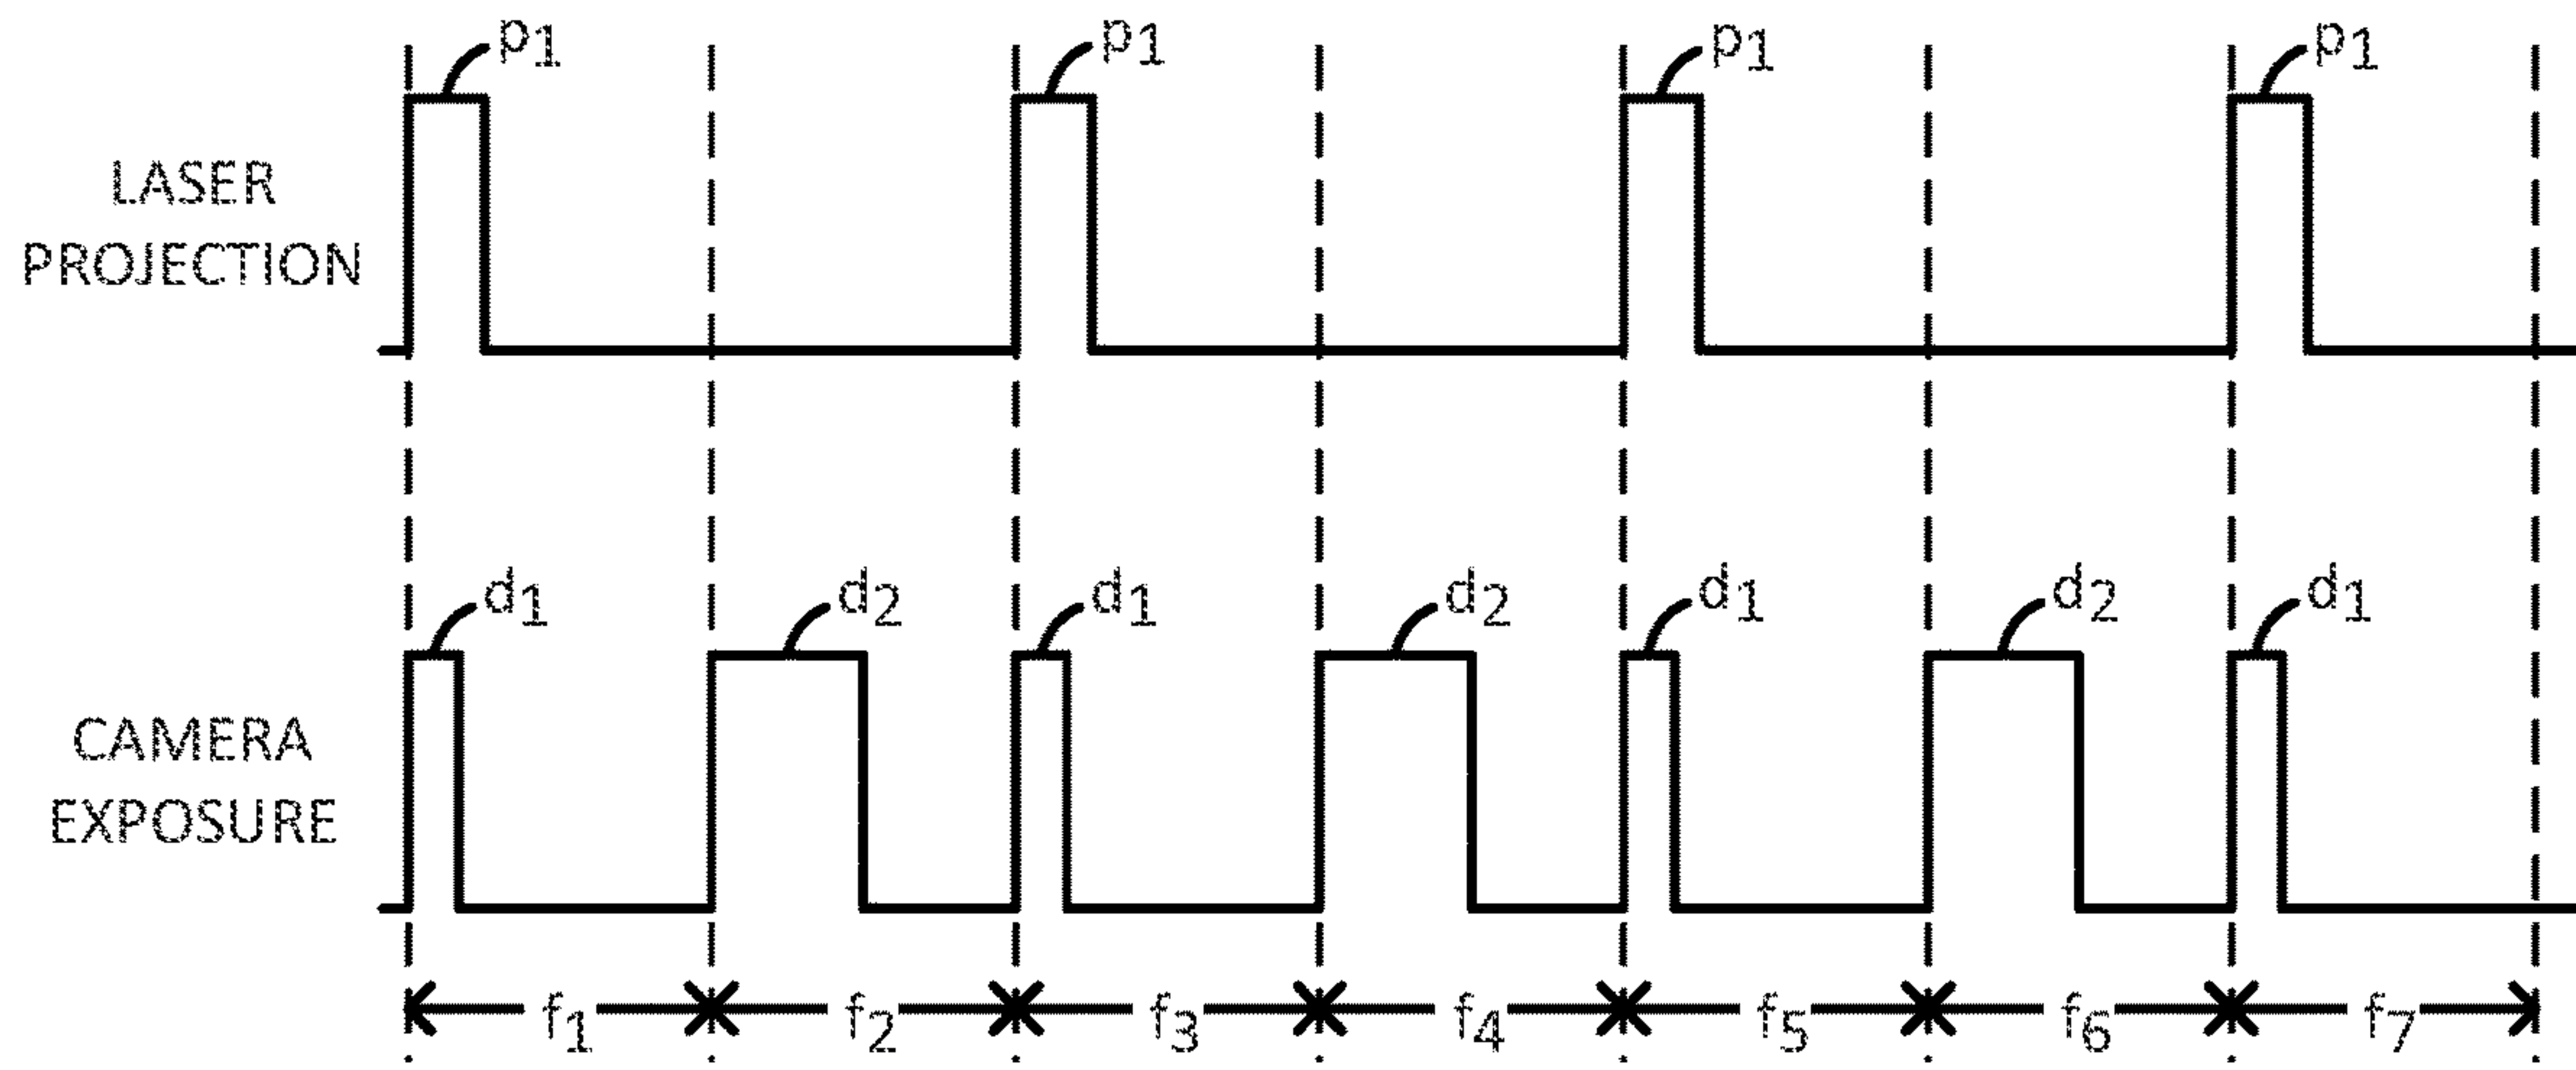 p1 p1 p1 p1
LASER
PROJECTION
d1 d2 d1 d2 d1 d2 d1
CAMERA
EXPOSURE
f1 f2 f3 f4 f5 f6 f7